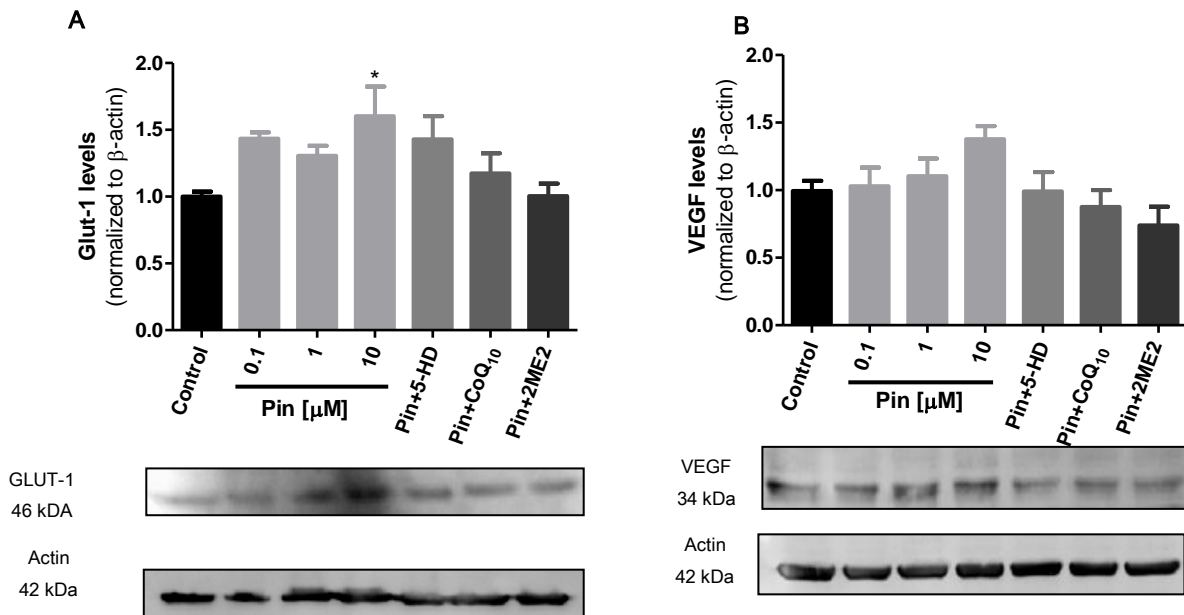 A
Glut-1 levels
(normalized to β-actin)
2.0
1.5
1.0
0.5
0.0
*
Control
0.1
1
10
Pin+5-HD
Pin+CoQ₁₀
Pin+2ME2
Pin [μM]
GLUT-1
46 kDA
Actin
42 kDa
B
VEGF levels
(normalized to β-actin)
2.0
1.5
1.0
0.5
0.0
Control
0.1
1
10
Pin+5-HD
Pin+CoQ₁₀
Pin+2ME2
Pin [μM]
VEGF
34 kDa
Actin
42 kDa